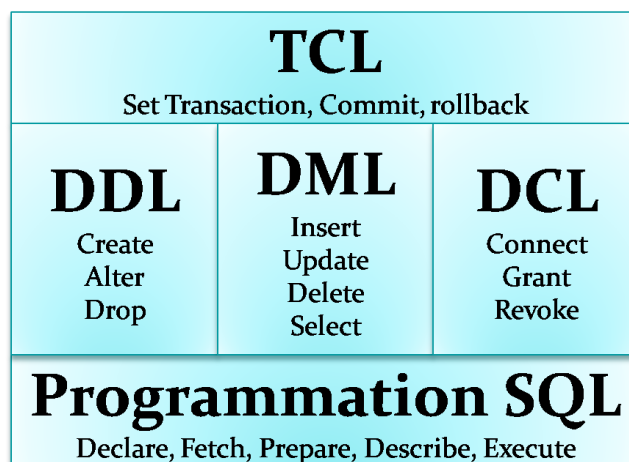 TCL
Set Transaction, Commit, rollback
DDL
Create
Alter
Drop
DML
Insert
Update
Delete
Select
DCL
Connect
Grant
Revoke
Programmation SQL
Declare, Fetch, Prepare, Describe, Execute